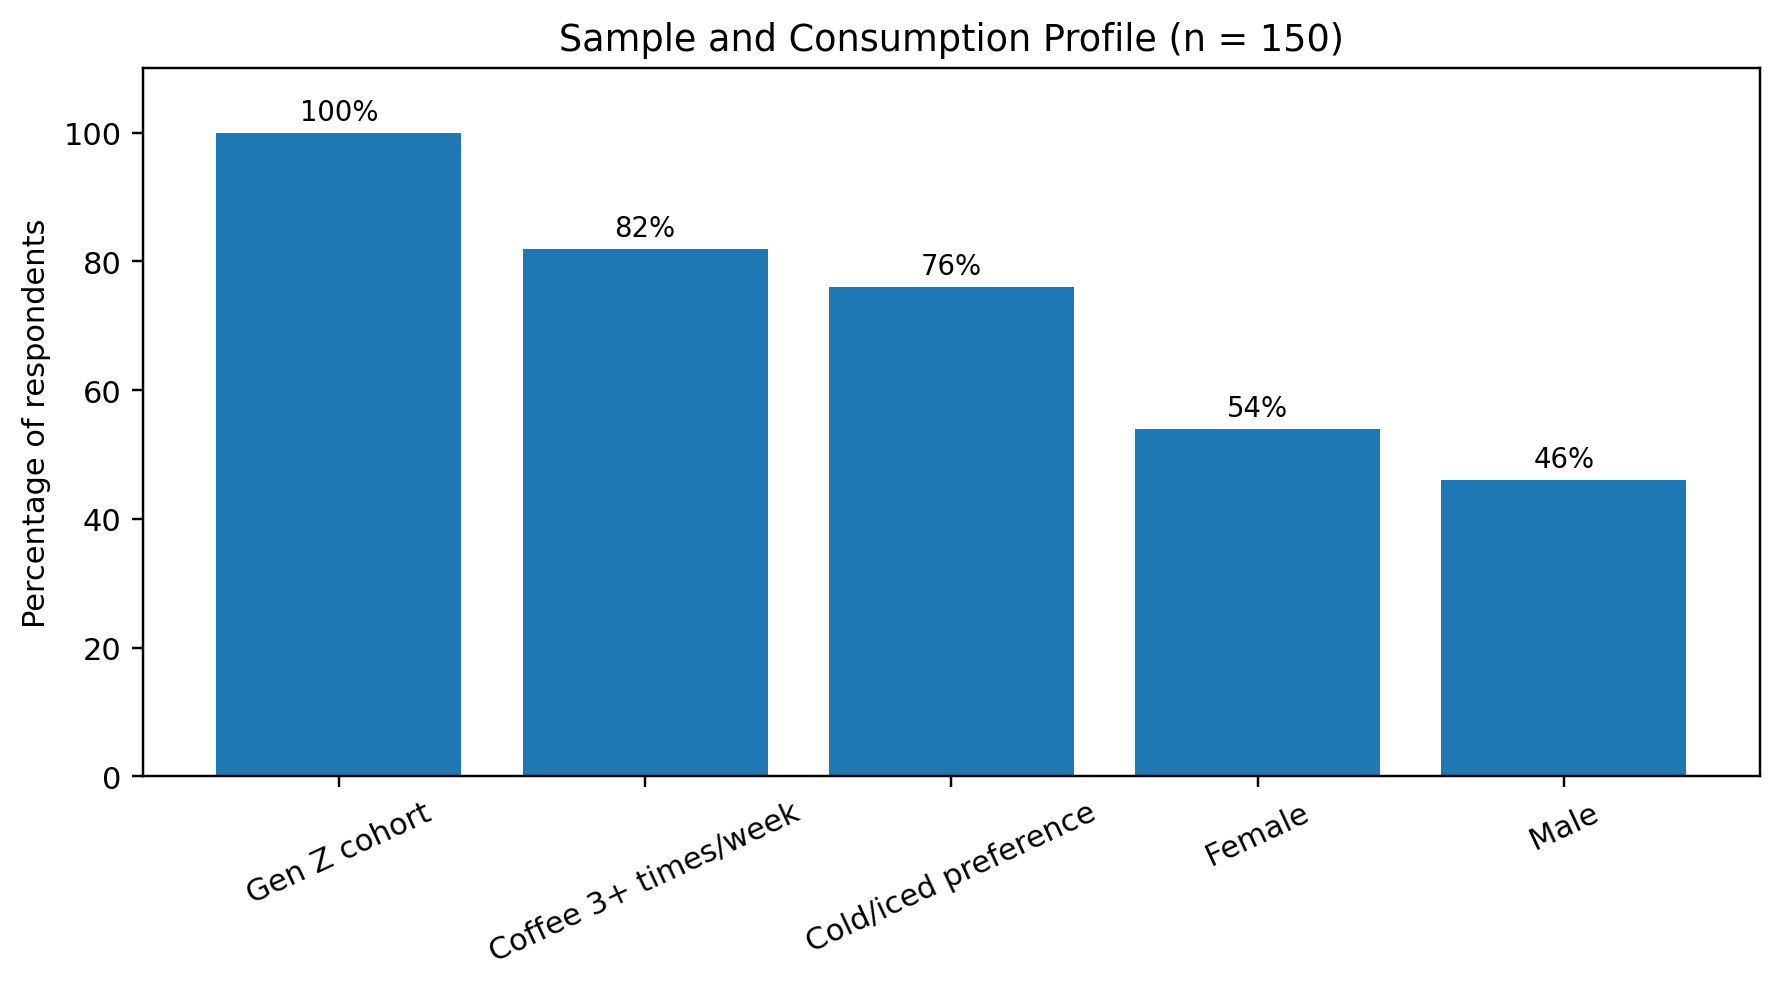 Sample and Consumption Profile (n = 150)
Percentage of respondents
100
80
60
40
20
0
100%
82%
76%
54%
46%
Gen Z cohort
Coffee 3+ times/week
Cold/iced preference
Female
Male